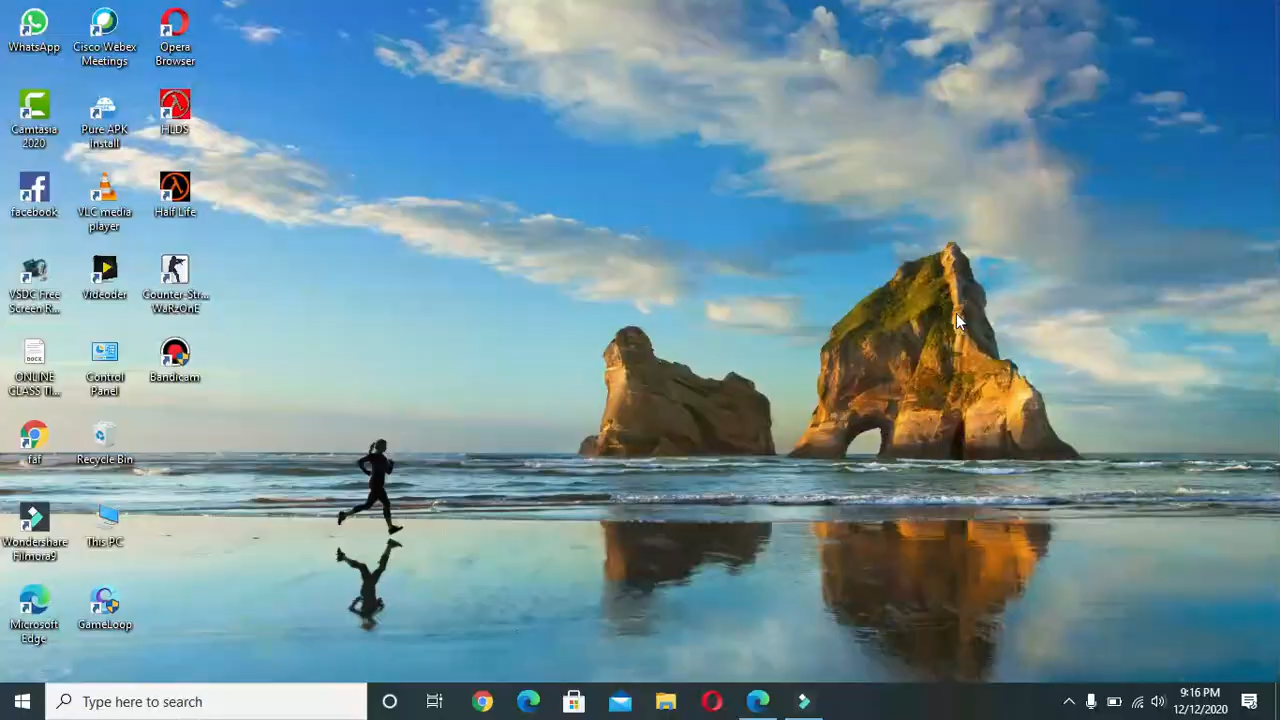 WhatsApp
Cisco Webex
Meetings
Opera
Browser
Camtasia
2020
Pure APK
Install
HLDS
facebook
VLC media
player
Half Life
VSDC Free
Screen R...
Videoder
Counter-Str...
WaRzOnE
ONLINE
CLASS TI...
Control
Panel
Bandicam
faf
Recycle Bin
Wondershare
Filmora9
This PC
Microsoft
Edge
GameLoop
Type here to search
9:16 PM
12/12/2020